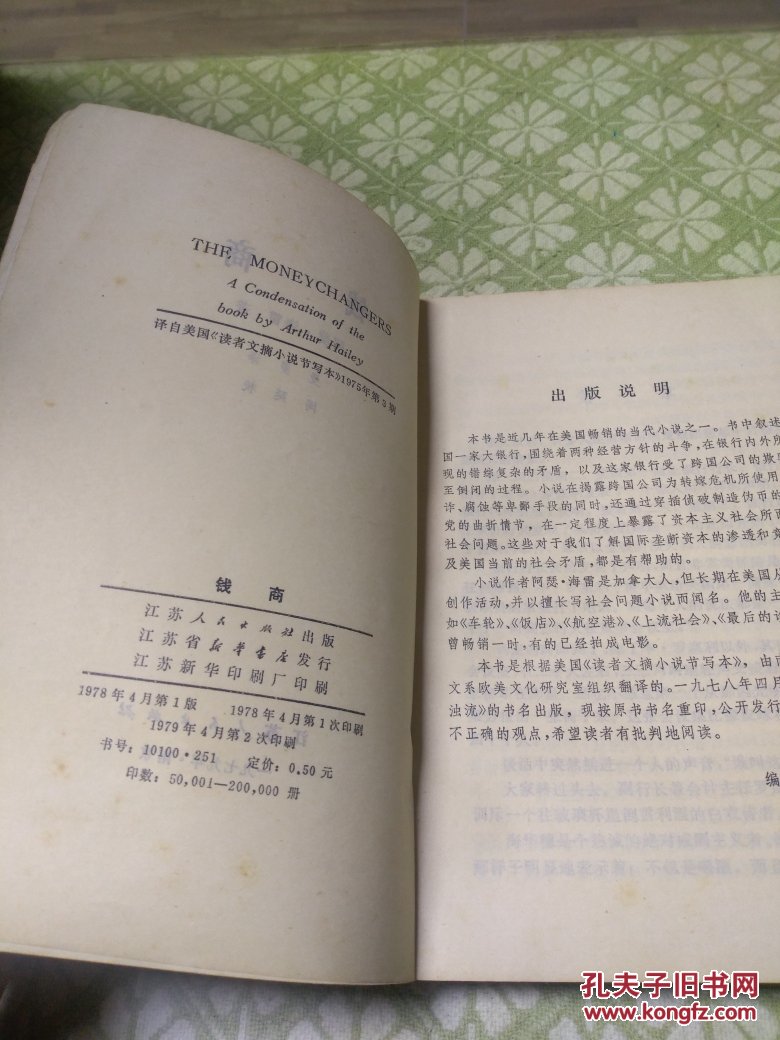 THE MONEYCHANGERS
A Condensation of the
book by Arthur Hailey
译自美国《读者文摘小说节写本》1975年第5期
钱 商
江苏人民出版社出版
江苏省新华书店发行
江苏新华印刷厂印刷
1978年4月第1版 1978年4月第1次印刷
1979年4月第2次印刷
书号：10100·251 定价：0.50元
印数：50,001—200,000 册
出版说明
本书是近几年在美国畅销的当代小说之一。书中叙述
国一家大银行，围绕着两种经营方针的斗争，在银行内外所
现的错综复杂的矛盾，以及这家银行受了跨国公司的欺
至倒闭的过程。小说在揭露跨国公司为转嫁危机所使用
诈、腐蚀等卑鄙手段的同时，还通过穿插侦破制造伪币的
党的曲折情节，在一定程度上暴露了资本主义社会所面
社会问题。这些对于我们了解国际垄断资本的渗透和竞
及美国当前的社会矛盾，都是有帮助的。
小说作者阿瑟·海雷是加拿大人，但长期在美国从
创作活动，并以擅长写社会问题小说而闻名。他的主
如《车轮》、《饭店》、《航空港》、《上流社会》、《最后的
曾畅销一时，有的已经拍成电影。
本书是根据美国《读者文摘小说节写本》，由南
文系欧美文化研究室组织翻译的。一九七八年四月
浊流》的书名出版，现按原书书名重印，公开发行
不正确的观点，希望读者有批判地阅读。
编
孔夫子旧书网
www.kongfz.com